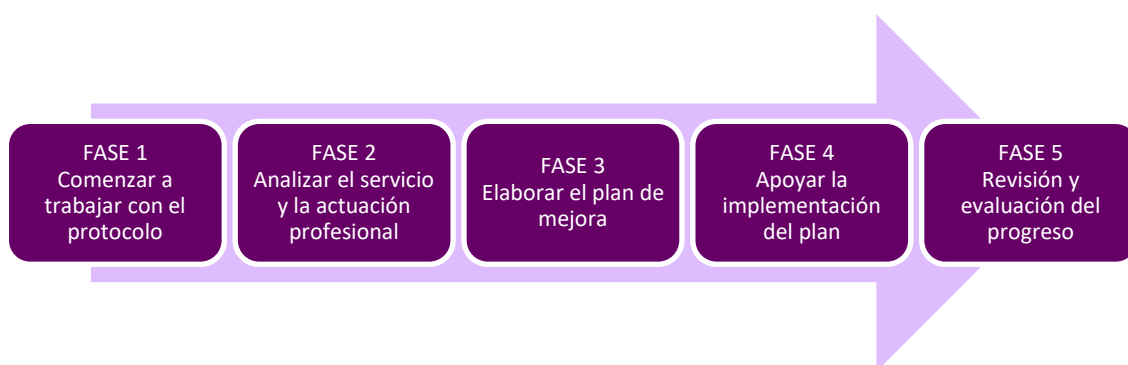 FASE 1
Comenzar a
trabajar con el
protocolo
FASE 2
Analizar el servicio
y la actuación
profesional
FASE 3
Elaborar el plan de
mejora
FASE 4
Apoyar la
implementación
del plan
FASE 5
Revisión y
evaluación del
progreso